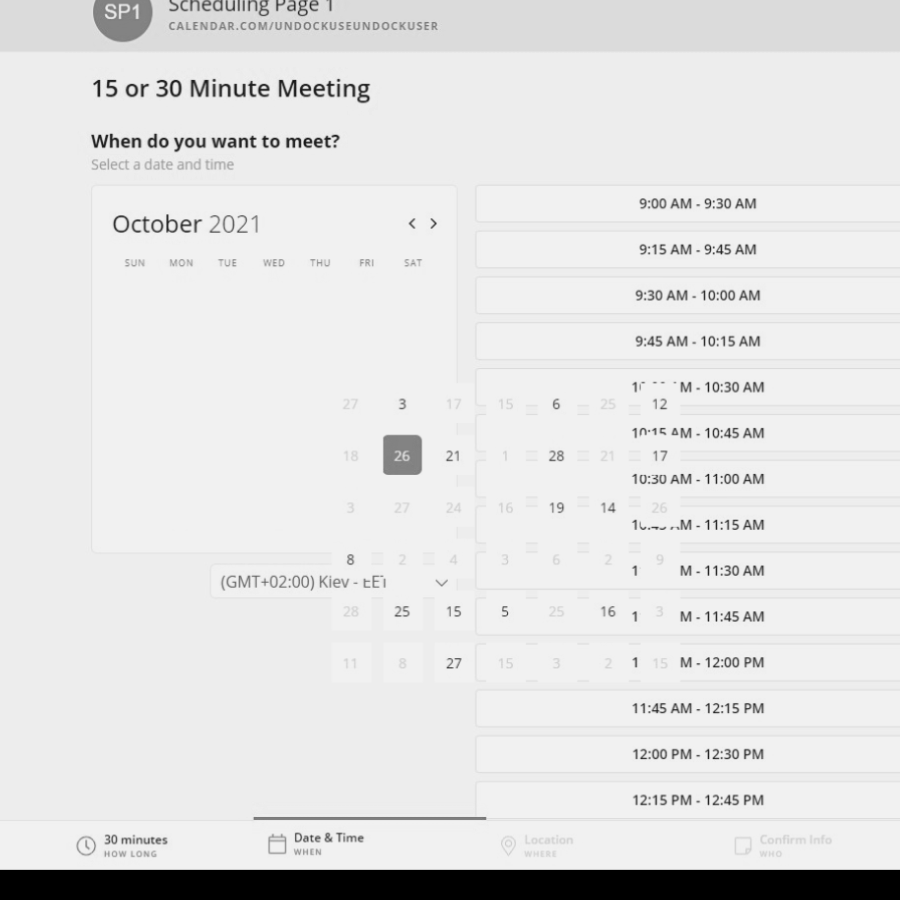 SP1
Scheduling Page 1
CALENDAR.COM/UNDOCKUSEUNDOCKUSER
15 or 30 Minute Meeting
When do you want to meet?
Select a date and time
October 2021
SUN MON TUE WED THU FRI SAT
9:00 AM - 9:30 AM
9:15 AM - 9:45 AM
9:30 AM - 10:00 AM
9:45 AM - 10:15 AM
M - 10:30 AM
27 3 17 15 6 25 12
10:15 AM - 10:45 AM
18 26 21 1 28 21 17
10:30 AM - 11:00 AM
3 27 24 16 19 14 26
10:45 AM - 11:15 AM
8 2 4 3 6 2 9
1 M - 11:30 AM
(GMT+02:00) Kiev - EET
28 25 15 5 25 16 3
1 M - 11:45 AM
11 8 27 15 3 2 15
1 M - 12:00 PM
11:45 AM - 12:15 PM
12:00 PM - 12:30 PM
12:15 PM - 12:45 PM
30 minutes
HOW LONG
Date & Time
WHEN
Location
WHERE
Confirm Info
WHO